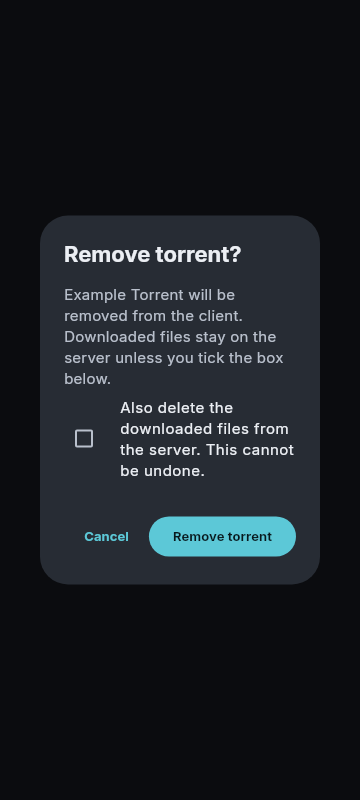 Remove torrent?
Example Torrent will be
removed from the client.
Downloaded files stay on the
server unless you tick the box
below.
Also delete the
downloaded files from
the server. This cannot
be undone.
Cancel
Remove torrent